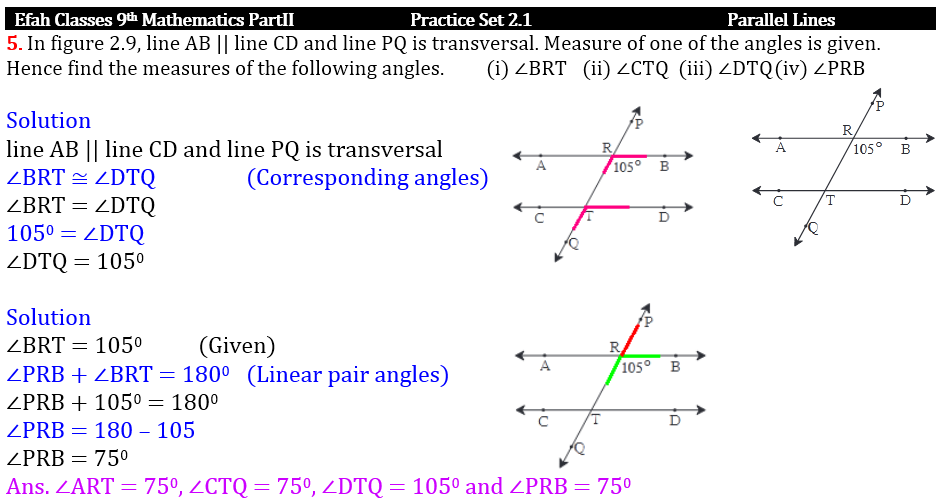 Efah Classes 9th Mathematics PartII Practice Set 2.1 Parallel Lines
5. In figure 2.9, line AB || line CD and line PQ is transversal. Measure of one of the angles is given.
Hence find the measures of the following angles. (i) ∠BRT (ii) ∠CTQ (iii) ∠DTQ(iv) ∠PRB
P
R
A 105° B
C T D
Q
Solution
line AB || line CD and line PQ is transversal
∠BRT ≅ ∠DTQ (Corresponding angles)
∠BRT = ∠DTQ
105⁰ = ∠DTQ
∠DTQ = 105⁰
P
R
A 105° B
C T D
Q
Solution
∠BRT = 105⁰ (Given)
∠PRB + ∠BRT = 180⁰ (Linear pair angles)
∠PRB + 105⁰ = 180⁰
∠PRB = 180 – 105
∠PRB = 75⁰
P
R
A 105° B
C T D
Q
Ans. ∠ART = 75⁰, ∠CTQ = 75⁰, ∠DTQ = 105⁰ and ∠PRB = 75⁰